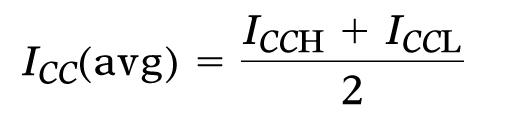 I_CC(avg) = (I_CCH + I_CCL) / 2